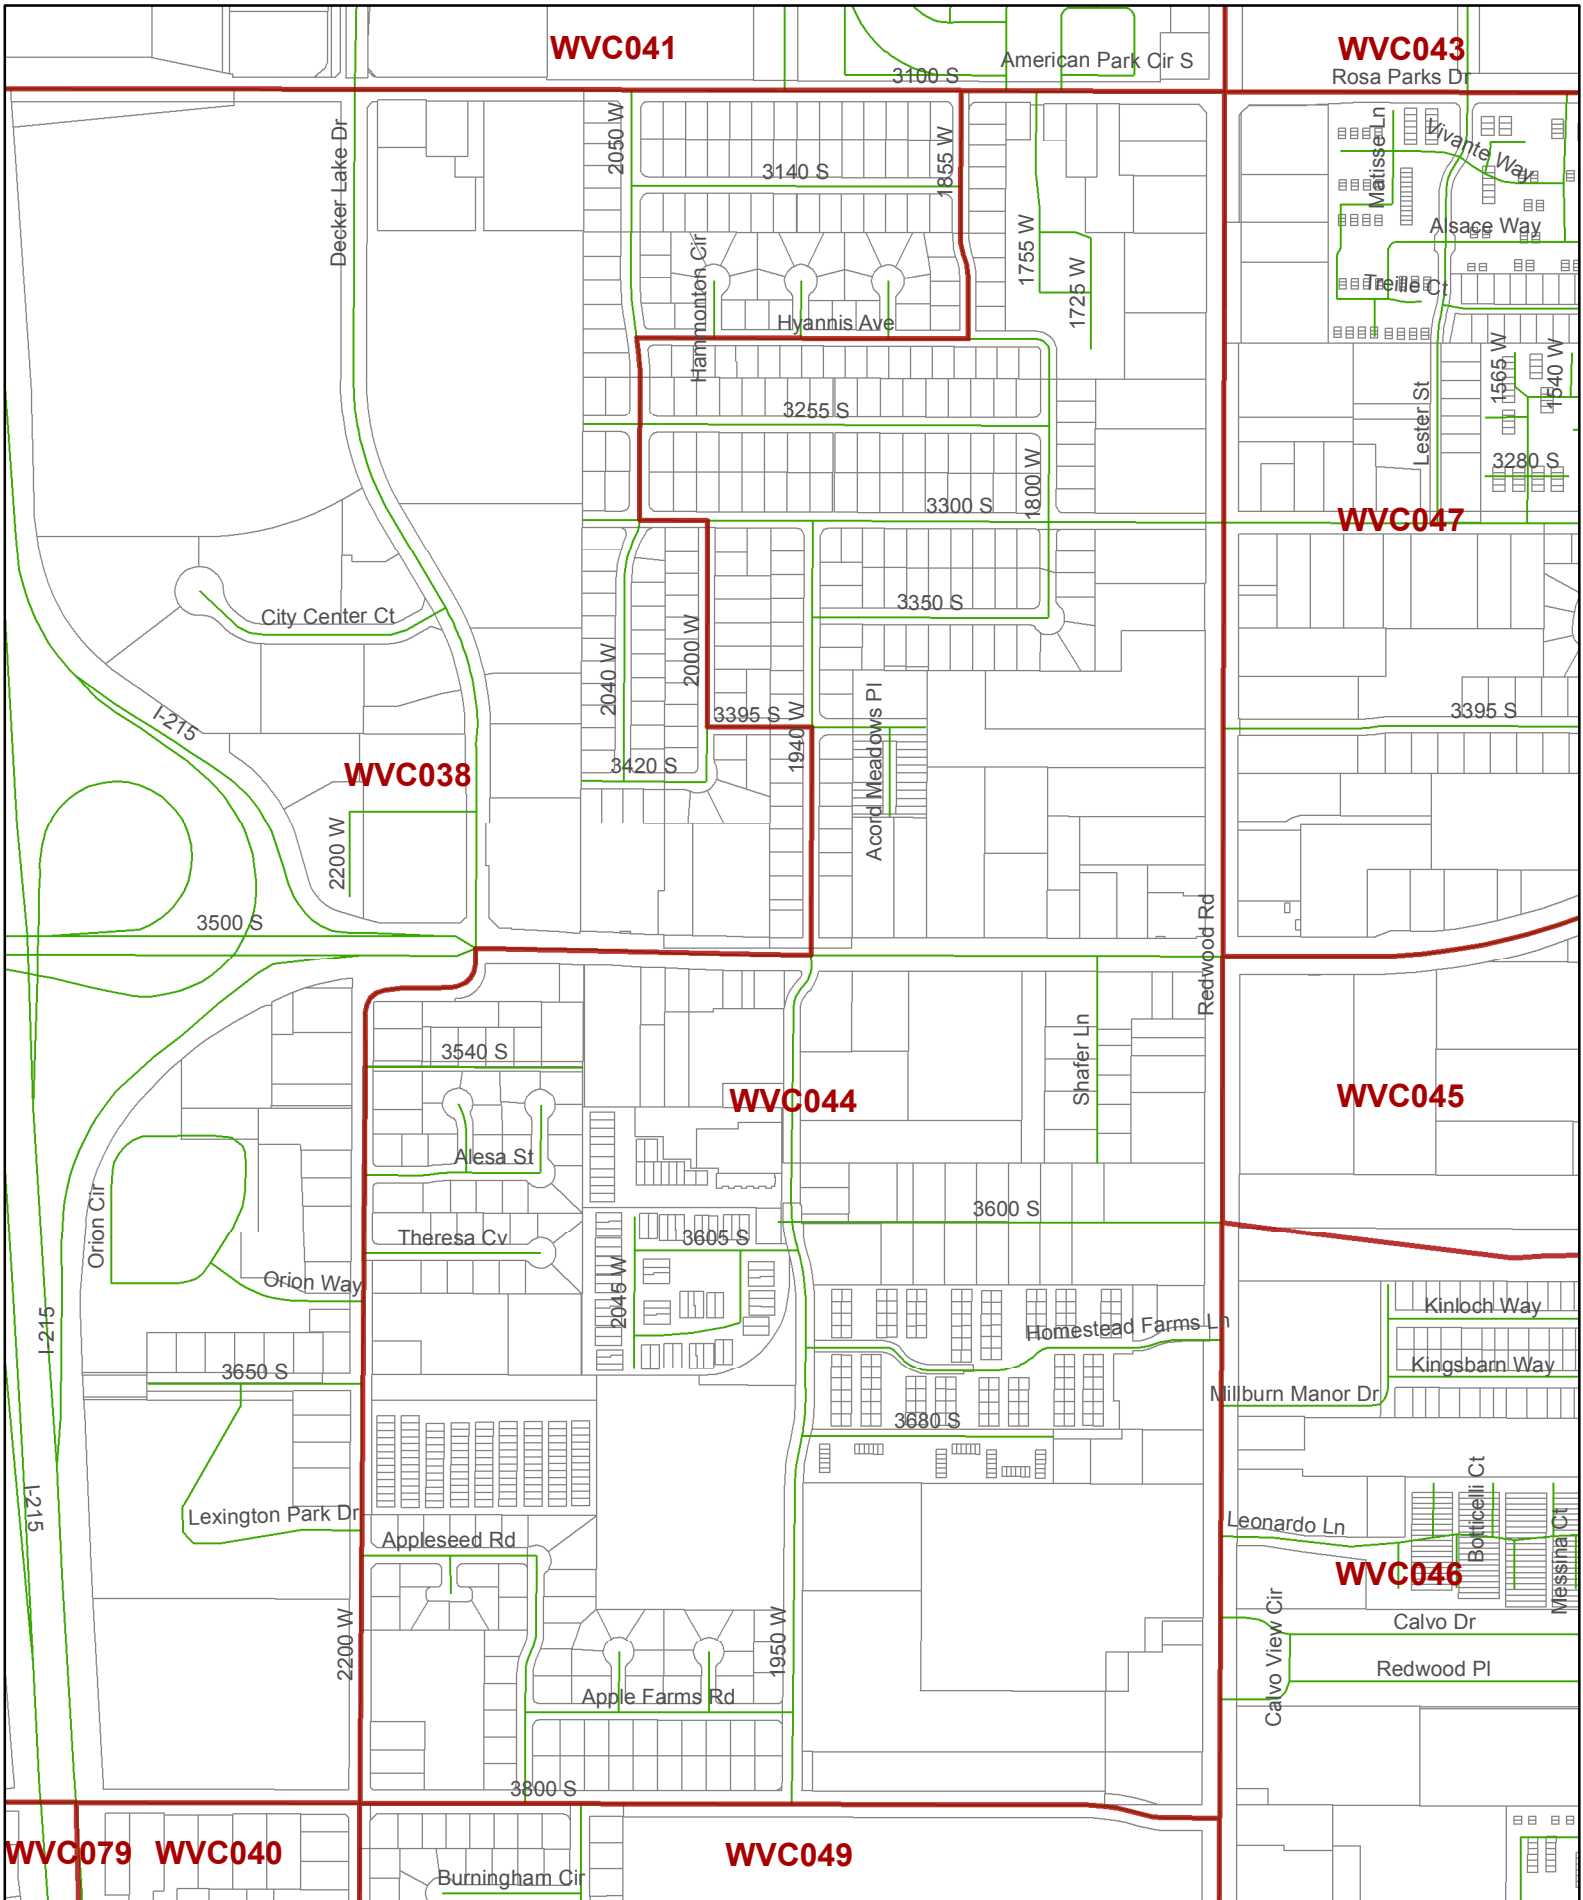 WVC041
WVC043
American Park Cir S
3100 S
Rosa Parks Dr
Decker Lake Dr
2050 W
1855 W
Matisse Ln
Vivante Way
3140 S
Alsace Way
Hammonton Cir
1755 W
1725 W
Treille Ct
Hyannis Ave
1565 W
1540 W
3255 S
Lester St
3280 S
1800 W
3300 S
WVC047
City Center Ct
3350 S
2040 W
2000 W
I-215
3395 S
1940 W
Acord Meadows Pl
3395 S
WVC038
3420 S
2200 W
3500 S
Redwood Rd
3540 S
Shafer Ln
WVC044
WVC045
Alesa St
Orion Cir
Theresa Cv
3600 S
3605 S
2045 W
Orion Way
I-215
Homestead Farms Ln
Kinloch Way
3650 S
Kingsbarn Way
Millburn Manor Dr
3680 S
I-215
Lexington Park Dr
Appleseed Rd
Leonardo Ln
Botticelli Ct
Messina Ct
WVC046
2200 W
1950 W
Calvo View Cir
Calvo Dr
Redwood Pl
Apple Farms Rd
3800 S
WVC079
WVC040
WVC049
Burningham Cir